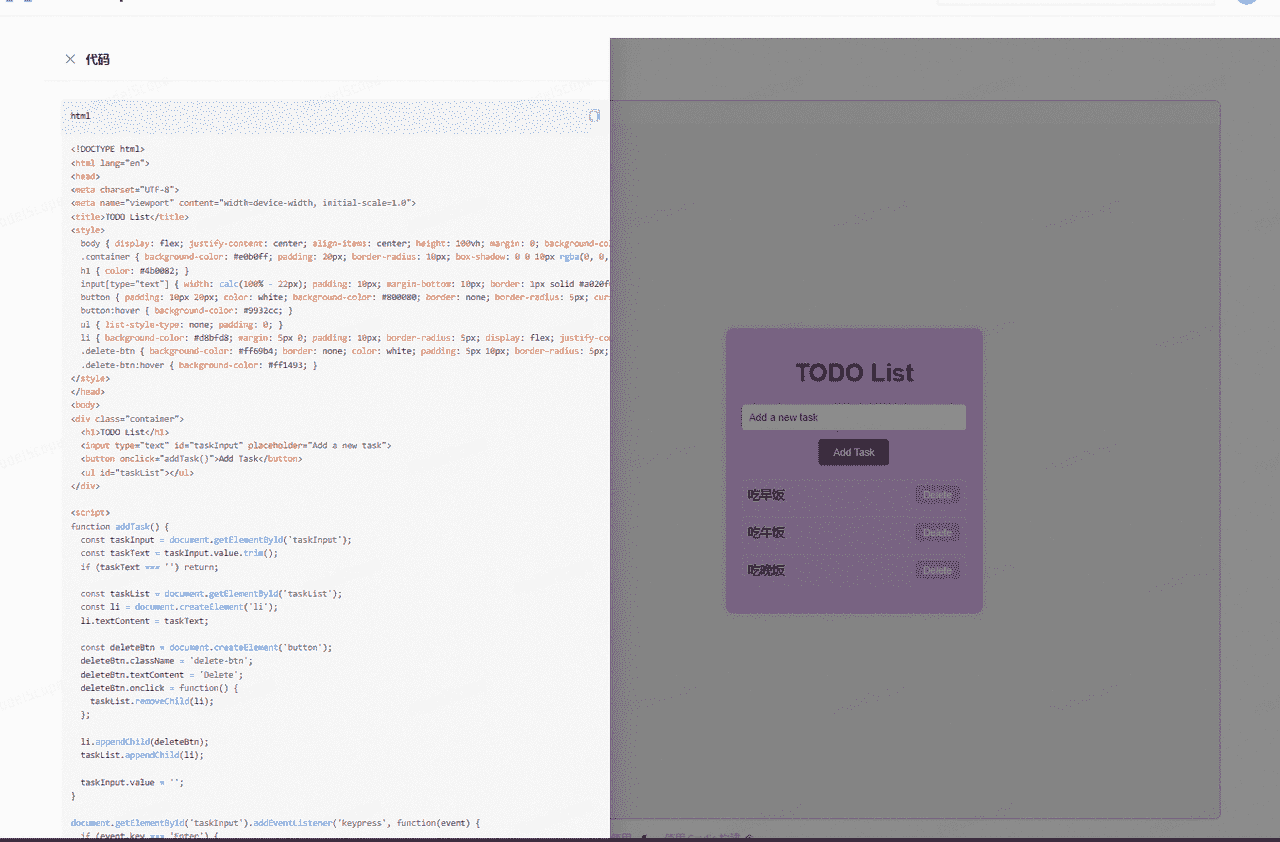 代码
html
<!DOCTYPE html>
<html lang="en">
<head>
<meta charset="UTF-8">
<meta name="viewport" content="width=device-width, initial-scale=1.0">
<title>TODO List</title>
<style>
body { display: flex; justify-content: center; align-items: center; height: 100vh; margin: 0; background-co
.container { background-color: #e0b0ff; padding: 20px; border-radius: 10px; box-shadow: 0 0 10px rgba(0, 0,
h1 { color: #4b0082; }
input[type="text"] { width: calc(100% - 22px); padding: 10px; margin-bottom: 10px; border: 1px solid #a020f
button { padding: 10px 20px; color: white; background-color: #800080; border: none; border-radius: 5px; cur
button:hover { background-color: #9932cc; }
ul { list-style-type: none; padding: 0; }
li { background-color: #d8bfd8; margin: 5px 0; padding: 10px; border-radius: 5px; display: flex; justify-co
.delete-btn { background-color: #ff69b4; border: none; color: white; padding: 5px 10px; border-radius: 5px;
.delete-btn:hover { background-color: #ff1493; }
</style>
</head>
<body>
<div class="container">
<h1>TODO List</h1>
<input type="text" id="taskInput" placeholder="Add a new task">
<button onclick="addTask()">Add Task</button>
<ul id="taskList"></ul>
</div>
<script>
function addTask() {
const taskInput = document.getElementById('taskInput');
const taskText = taskInput.value.trim();
if (taskText === '') return;
const taskList = document.getElementById('taskList');
const li = document.createElement('li');
li.textContent = taskText;
const deleteBtn = document.createElement('button');
deleteBtn.className = 'delete-btn';
deleteBtn.textContent = 'Delete';
deleteBtn.onclick = function() {
taskList.removeChild(li);
};
li.appendChild(deleteBtn);
taskList.appendChild(li);
taskInput.value = '';
}
document.getElementById('taskInput').addEventListener('keypress', function(event) {
if (event.key === 'Enter') {
TODO List
Add a new task
Add Task
吃早饭 Delete
吃午饭 Delete
吃晚饭 Delete